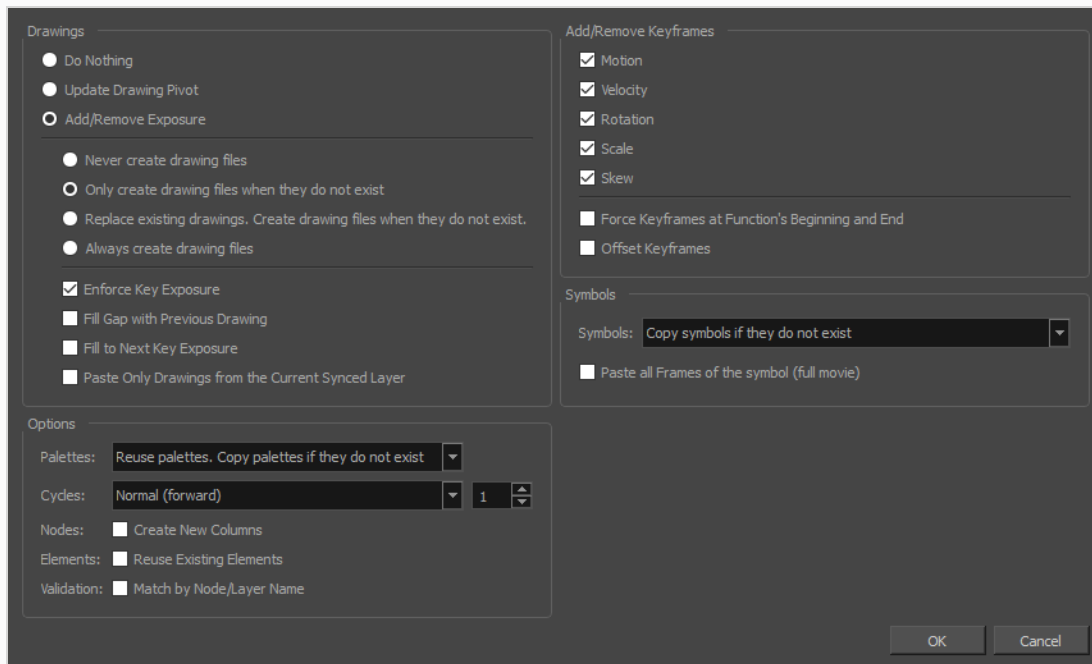 Drawings
Do Nothing
Update Drawing Pivot
Add/Remove Exposure
Never create drawing files
Only create drawing files when they do not exist
Replace existing drawings. Create drawing files when they do not exist.
Always create drawing files
Enforce Key Exposure
Fill Gap with Previous Drawing
Fill to Next Key Exposure
Paste Only Drawings from the Current Synced Layer
Add/Remove Keyframes
Motion
Velocity
Rotation
Scale
Skew
Force Keyframes at Function's Beginning and End
Offset Keyframes
Symbols
Symbols: Copy symbols if they do not exist
Paste all Frames of the symbol (full movie)
Options
Palettes: Reuse palettes. Copy palettes if they do not exist
Cycles: Normal (forward) 1
Nodes: Create New Columns
Elements: Reuse Existing Elements
Validation: Match by Node/Layer Name
OK Cancel